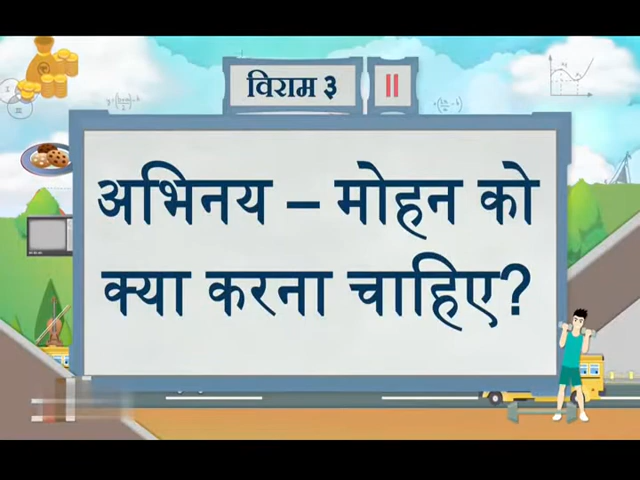 विराम ३
अभिनय – मोहन को
क्या करना चाहिए?